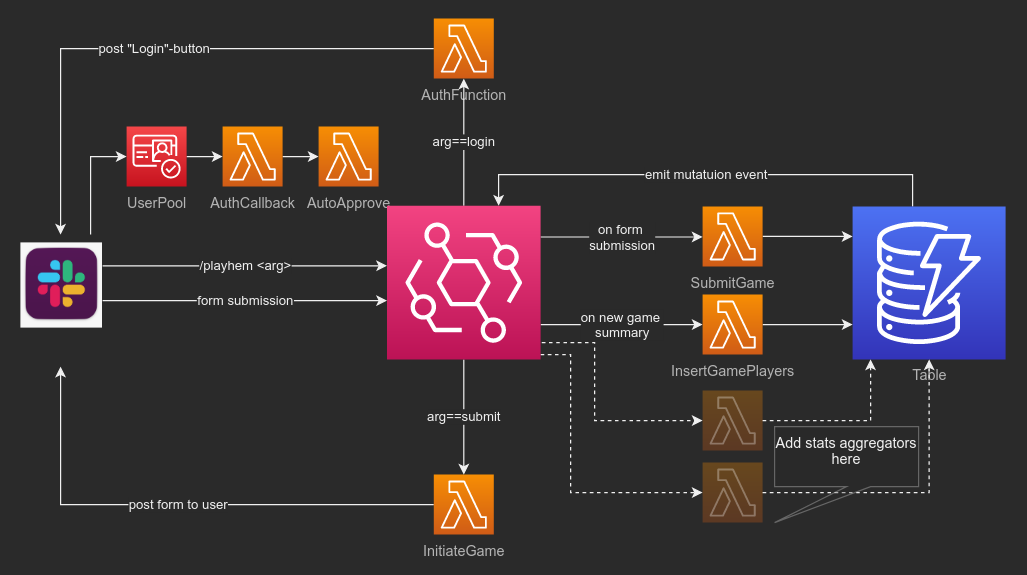 post "Login"-button
AuthFunction
arg==login
emit mutatuion event
UserPool
AuthCallback
AutoApprove
on form
submission
/playhem <arg>
SubmitGame
form submission
on new game
summary
InsertGamePlayers
Table
arg==submit
Add stats aggregators
here
post form to user
InitiateGame